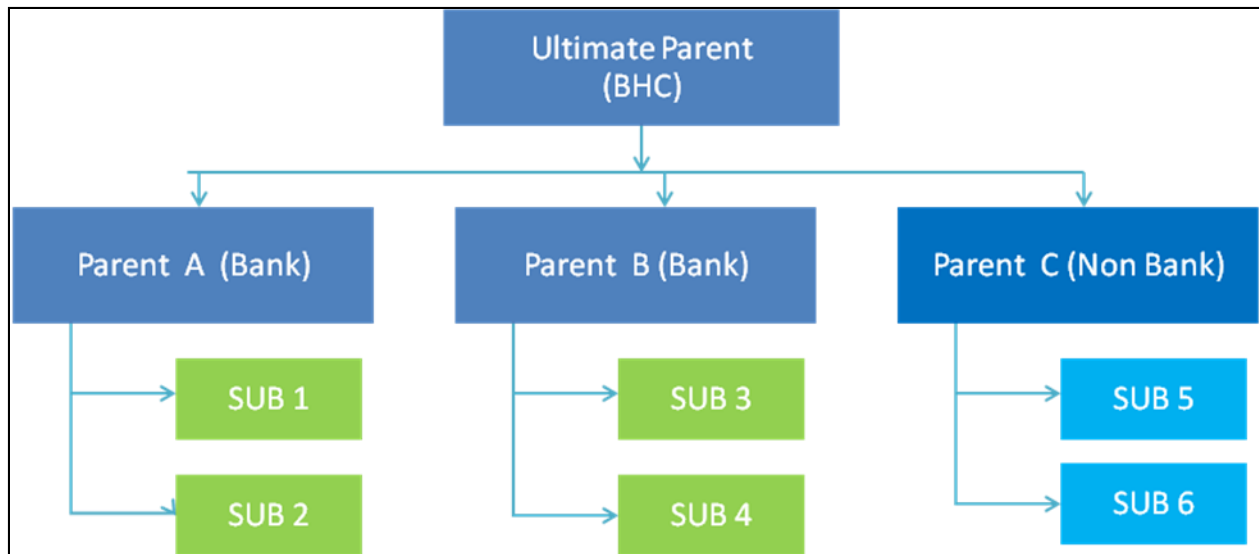 Ultimate Parent
(BHC)
Parent A (Bank)
Parent B (Bank)
Parent C (Non Bank)
SUB 1
SUB 3
SUB 5
SUB 2
SUB 4
SUB 6